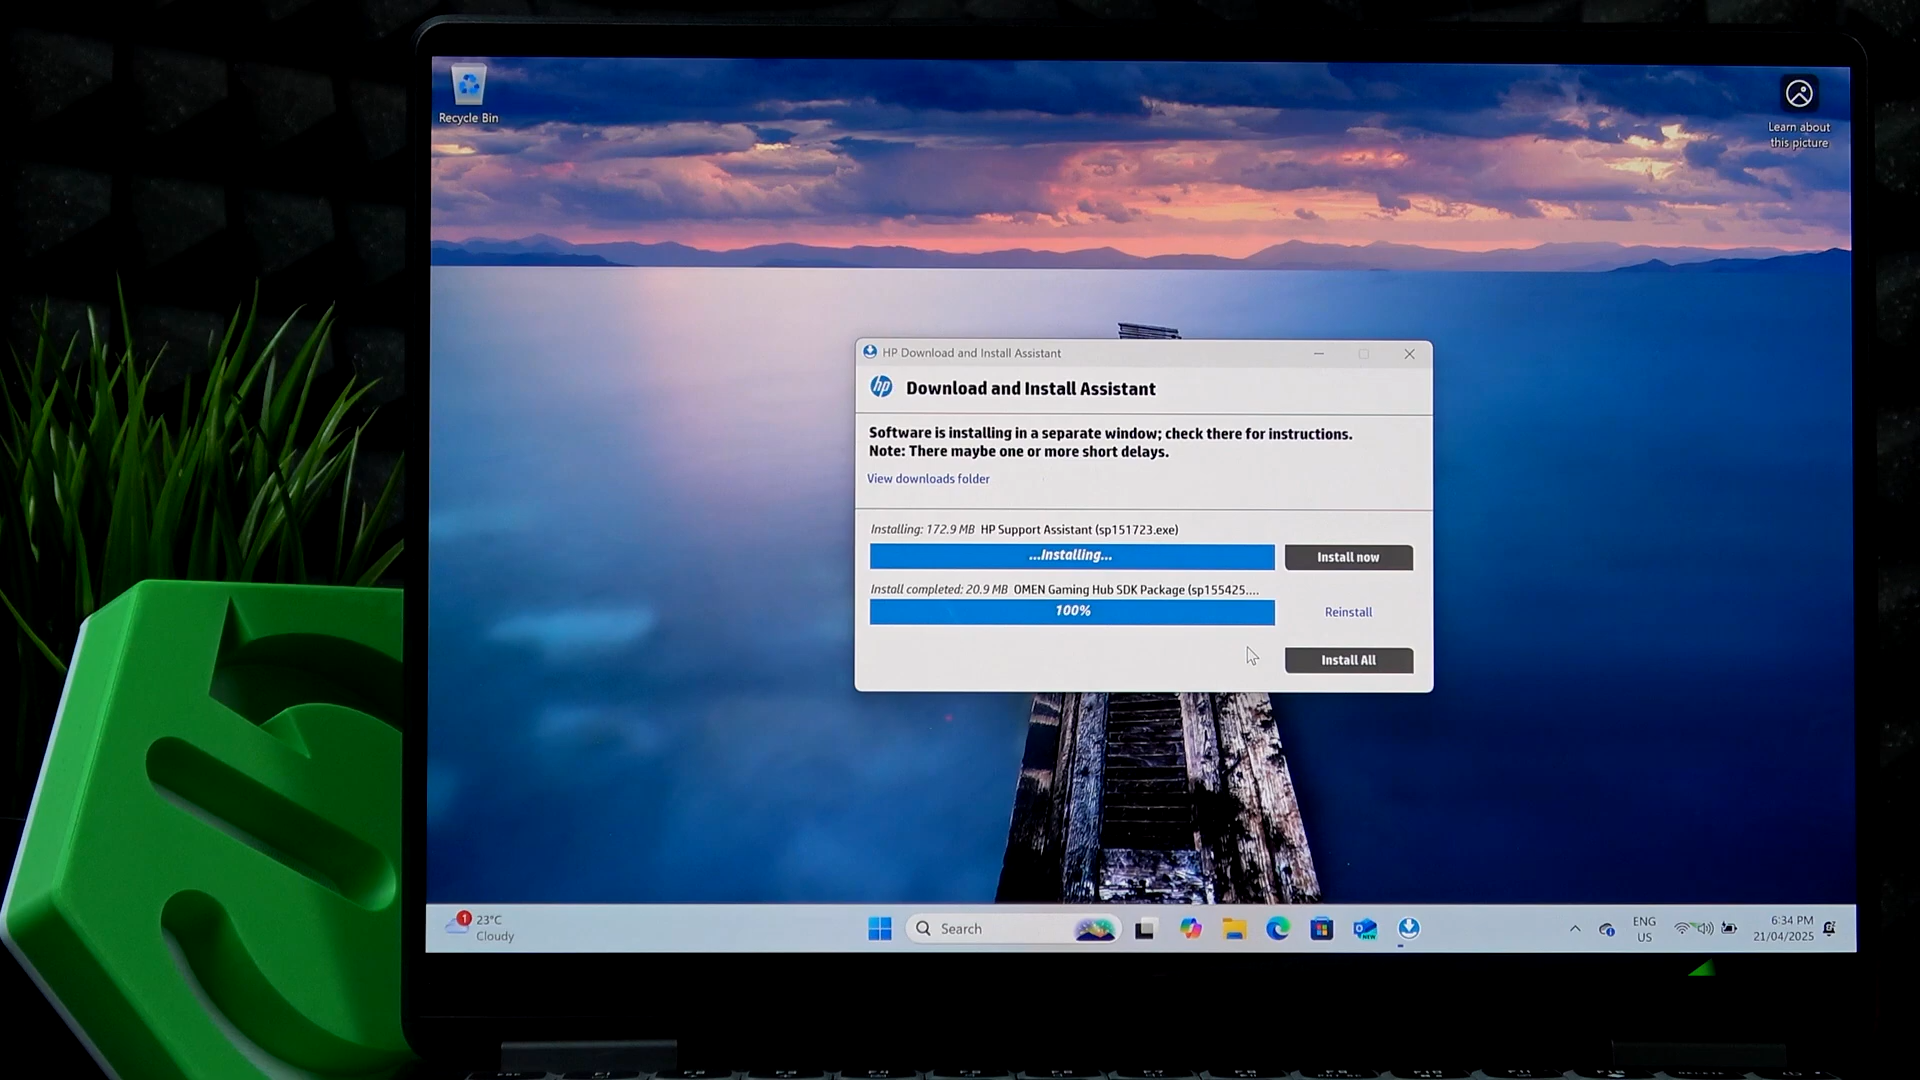 Recycle Bin
Learn about
this picture
HP Download and Install Assistant
hp Download and Install Assistant
Software is installing in a separate window; check there for instructions.
Note: There maybe one or more short delays.
View downloads folder
Installing: 172.9 MB HP Support Assistant (sp151723.exe)
...Installing...
Install now
Install completed: 20.9 MB OMEN Gaming Hub SDK Package (sp155425....
100%
Reinstall
Install All
1
23°C
Cloudy
Search
NEW
ENG
US
6:34 PM
21/04/2025